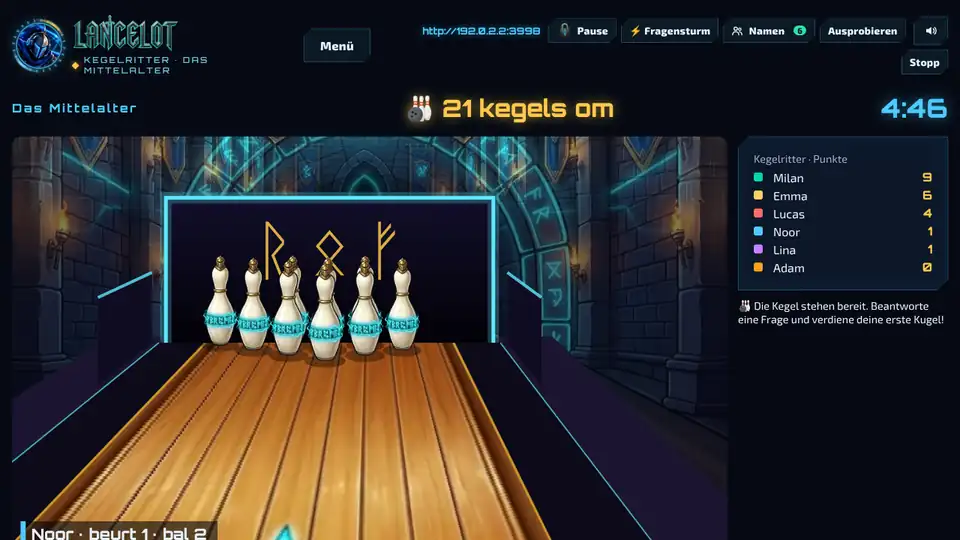 LANCELOT
KEGELRITTER · DAS
MITTELALTER
Menü
http://192.0.2.2:3998
Pause
⚡ Fragensturm
Namen 6
Ausprobieren
Stopp
Das Mittelalter
🎳 21 kegels om
4:46
Kegelritter · Punkte
Milan 9
Emma 6
Lucas 4
Noor 1
Lina 1
Adam 0
🎳 Die Kegel stehen bereit. Beantworte
eine Frage und verdiene deine erste Kugel!
ᚱ ᛟ ᚠ
Noor · beurt 1 · bal 2